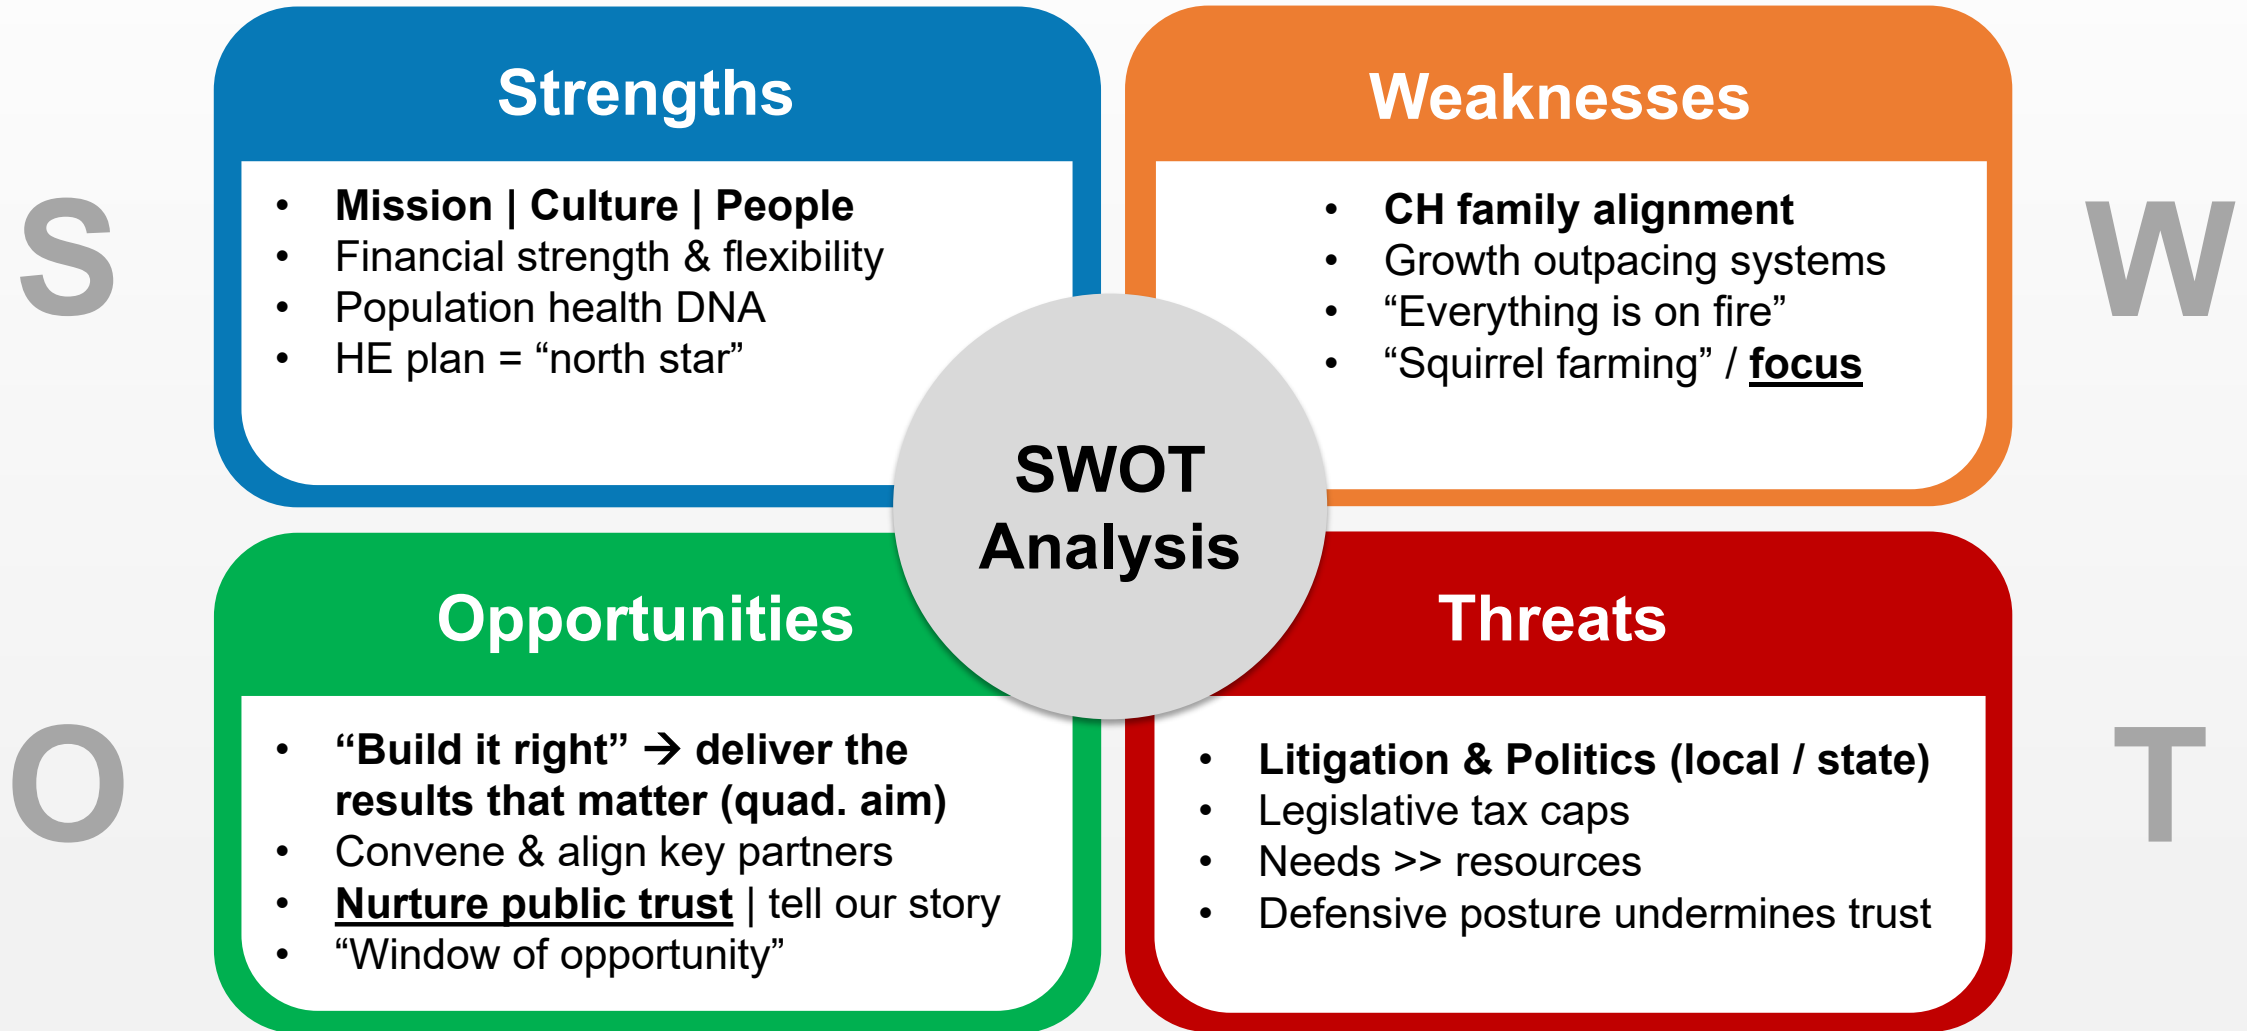 S
Strengths
• Mission | Culture | People
• Financial strength & flexibility
• Population health DNA
• HE plan = “north star”
W
Weaknesses
• CH family alignment
• Growth outpacing systems
• “Everything is on fire”
• “Squirrel farming” / focus
SWOT
Analysis
O
Opportunities
• “Build it right” → deliver the
results that matter (quad. aim)
• Convene & align key partners
• Nurture public trust | tell our story
• “Window of opportunity”
T
Threats
• Litigation & Politics (local / state)
• Legislative tax caps
• Needs >> resources
• Defensive posture undermines trust